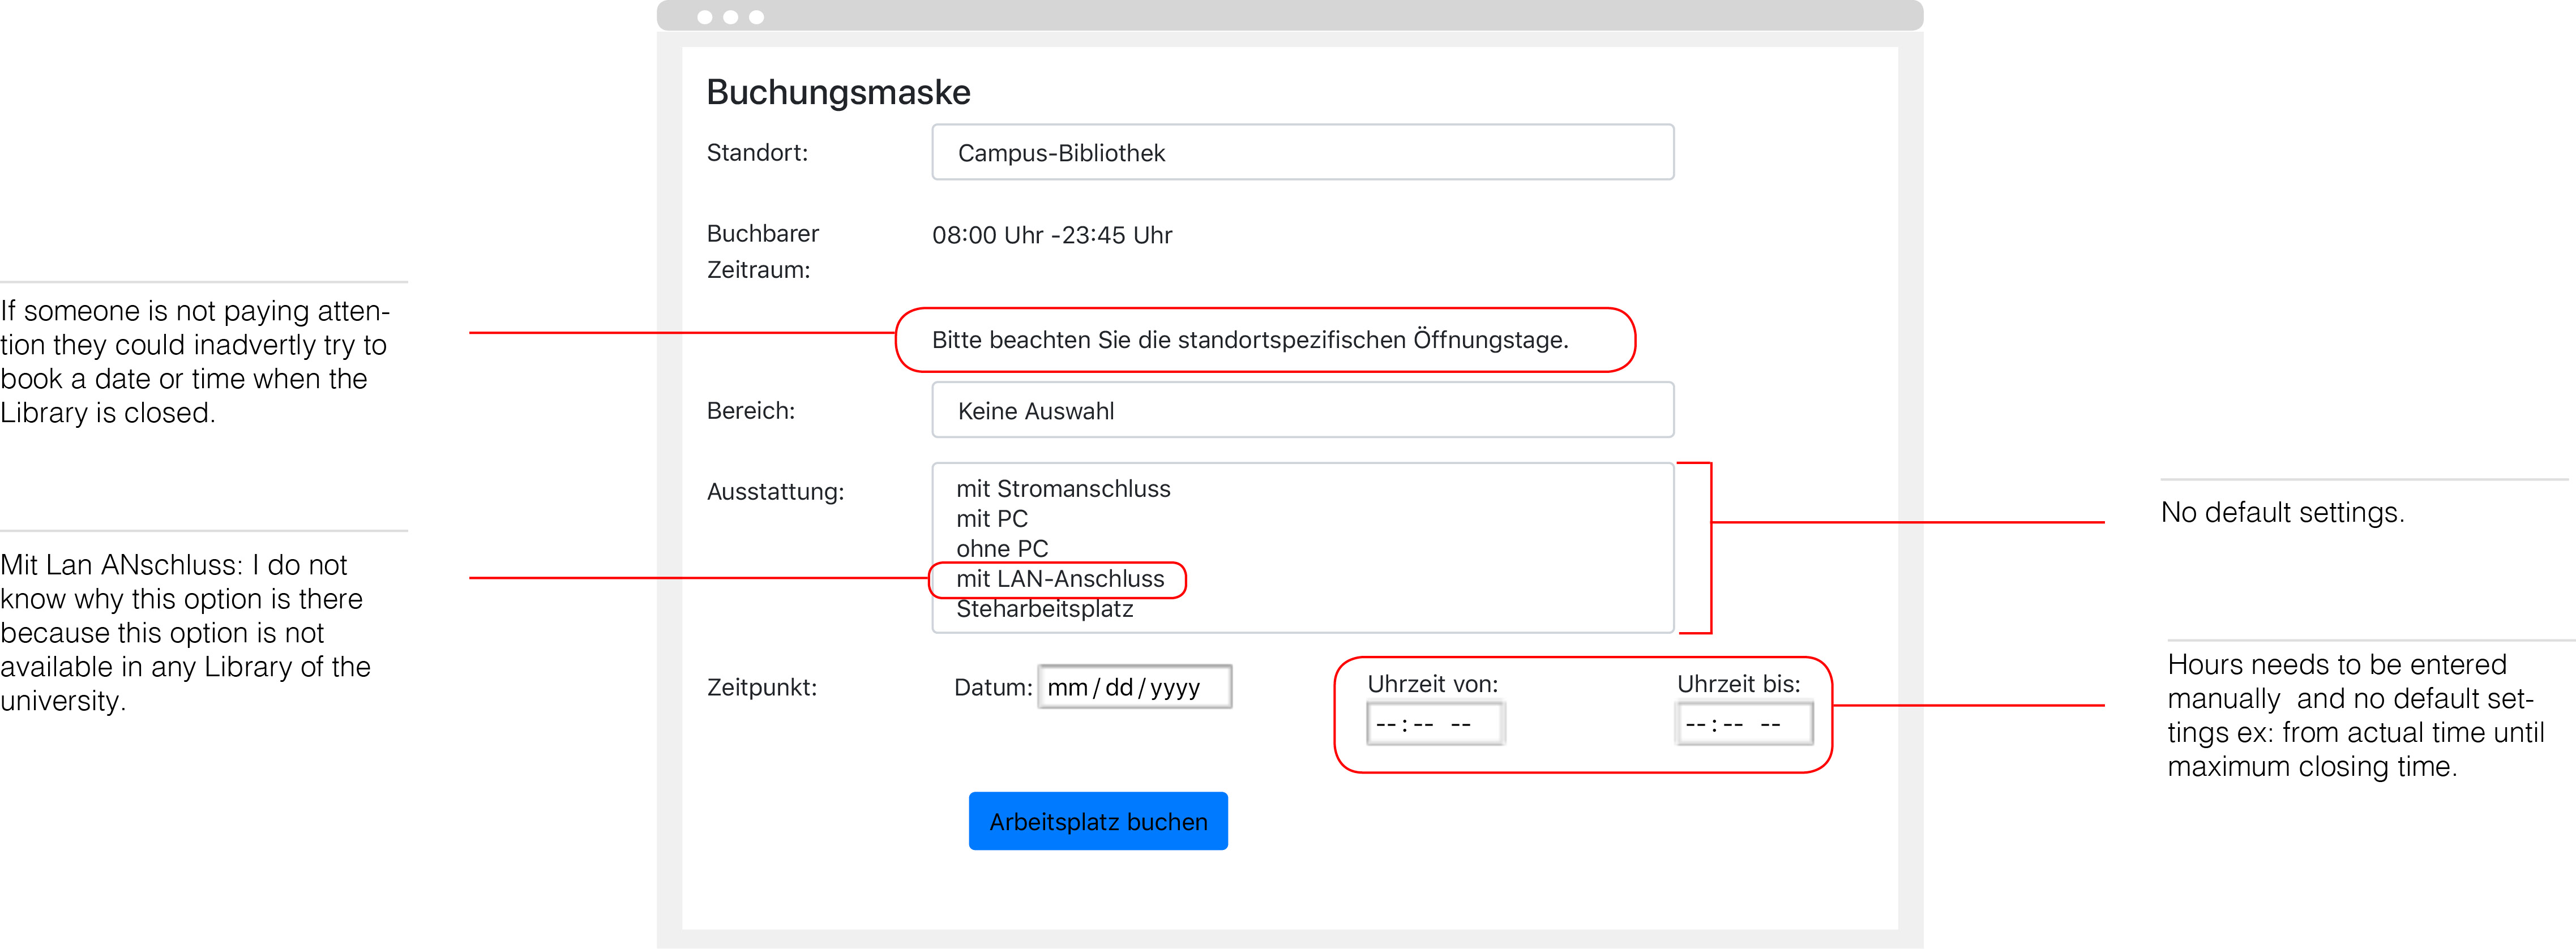 Buchungsmaske
Standort:
Campus-Bibliothek
Buchbarer
Zeitraum:
08:00 Uhr -23:45 Uhr
Bitte beachten Sie die standortspezifischen Öffnungstage.
Bereich:
Keine Auswahl
Ausstattung:
mit Stromanschluss
mit PC
ohne PC
mit LAN-Anschluss
Steharbeitsplatz
Zeitpunkt:
Datum: mm/dd/yyyy
Uhrzeit von:
--:-- --
Uhrzeit bis:
--:-- --
Arbeitsplatz buchen
If someone is not paying atten-
tion they could inadvertly try to
book a date or time when the
Library is closed.
Mit Lan ANschluss: I do not
know why this option is there
because this option is not
available in any Library of the
university.
No default settings.
Hours needs to be entered
manually  and no default set-
tings ex: from actual time until
maximum closing time.